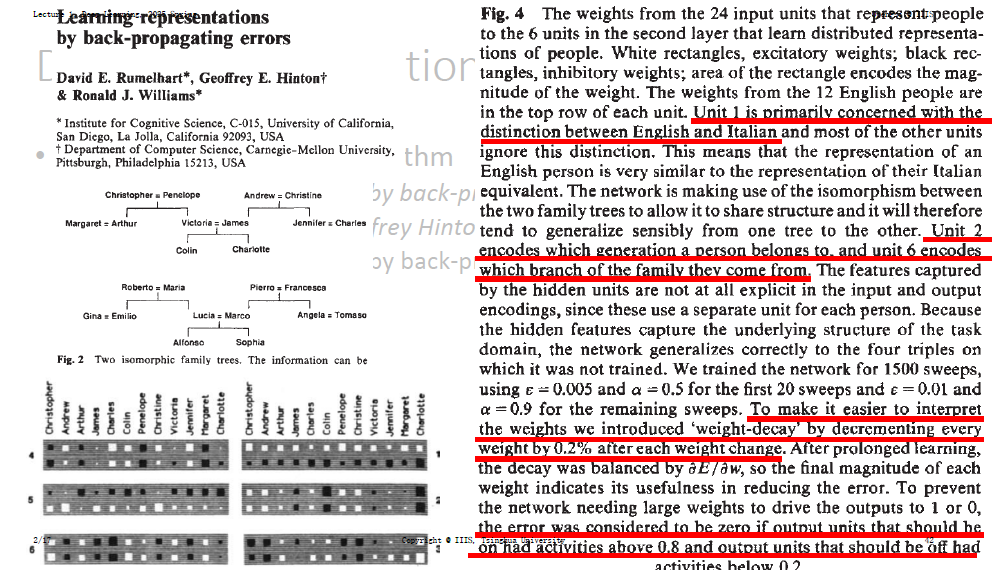 Learning representations
by back-propagating errors
David E. Rumelhart*, Geoffrey E. Hinton†
& Ronald J. Williams*
* Institute for Cognitive Science, C-015, University of California,
San Diego, La Jolla, California 92093, USA
† Department of Computer Science, Carnegie-Mellon University,
Pittsburgh, Philadelphia 15213, USA
tion
thm
by back-p
frey Hinto
by back-p
Christopher = Penelope Andrew = Christine
Margaret = Arthur Victoria = James Jennifer = Charles
Colin Charlotte
Roberto = Maria Pierro = Francesca
Gina = Emilio Lucia = Marco Angela = Tomaso
Alfonso Sophia
Fig. 2 Two isomorphic family trees. The information can be
Christopher Andrew Arthur James Charles Colin Penelope Christine Victoria Jennifer Margaret Charlotte
Christopher Andrew Arthur James Charles Colin Penelope Christine Victoria Jennifer Margaret Charlotte
4 1
5 2
6 3
2/17
Fig. 4 The weights from the 24 input units that represent people
to the 6 units in the second layer that learn distributed representa-
tions of people. White rectangles, excitatory weights; black rec-
tangles, inhibitory weights; area of the rectangle encodes the mag-
nitude of the weight. The weights from the 12 English people are
in the top row of each unit. Unit 1 is primarily concerned with the
distinction between English and Italian and most of the other units
ignore this distinction. This means that the representation of an
English person is very similar to the representation of their Italian
equivalent. The network is making use of the isomorphism between
the two family trees to allow it to share structure and it will therefore
tend to generalize sensibly from one tree to the other. Unit 2
encodes which generation a person belongs to, and unit 6 encodes
which branch of the family they come from. The features captured
by the hidden units are not at all explicit in the input and output
encodings, since these use a separate unit for each person. Because
the hidden features capture the underlying structure of the task
domain, the network generalizes correctly to the four triples on
which it was not trained. We trained the network for 1500 sweeps,
using ε = 0.005 and α = 0.5 for the first 20 sweeps and ε = 0.01 and
α = 0.9 for the remaining sweeps. To make it easier to interpret
the weights we introduced 'weight-decay' by decrementing every
weight by 0.2% after each weight change. After prolonged learning,
the decay was balanced by ∂E/∂w, so the final magnitude of each
weight indicates its usefulness in reducing the error. To prevent
the network needing large weights to drive the outputs to 1 or 0,
the error was considered to be zero if output units that should be
on had activities above 0.8 and output units that should be off had
activities below 0.2
Copyright © IIIS, Tsinghua University
42